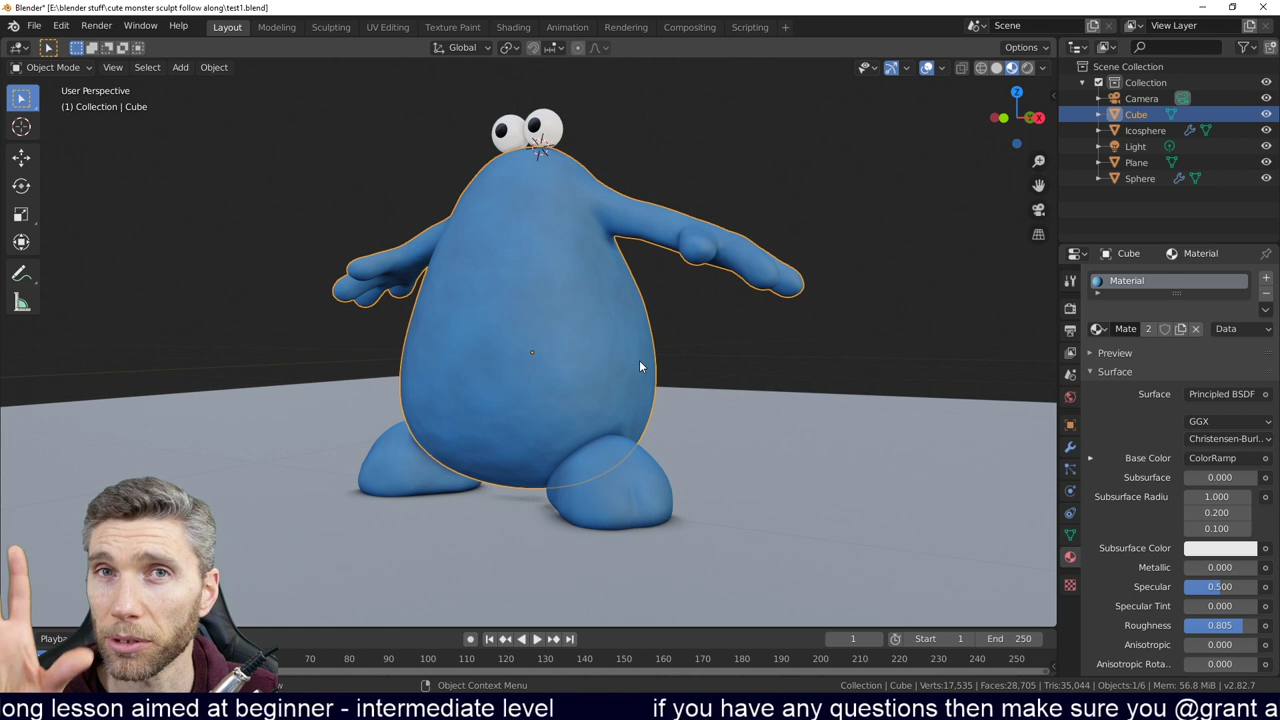 Blender* [E:\blender stuff\cute monster sculpt follow along\test1.blend]
File Edit Render Window Help Layout Modeling Sculpting UV Editing Texture Paint Shading Animation Rendering Compositing Scripting + Scene View Layer
Global Options
Object Mode View Select Add Object
User Perspective
(1) Collection | Cube
Z
X
Y
Scene Collection
Collection
Camera
Cube
Icosphere
Light
Plane
Sphere
Cube Material
Material
Mate 2 Data
Preview
Surface
Surface Principled BSDF
GGX
Christensen-Burl..
Base Color ColorRamp
Subsurface 0.000
Subsurface Radiu 1.000
0.200
0.100
Subsurface Color
Metallic 0.000
Specular 0.500
Specular Tint 0.000
Roughness 0.805
Anisotropic 0.000
Anisotropic Rota.. 0.000
Playba 1 Start 1 End 250
70 80 90 100 110 120 130 140 150 160 170 180 190 200 210 220 230 240 250
Object Context Menu Collection | Cube | Verts:17,535 | Faces:28,705 | Tris:35,044 | Objects:1/6 | Mem: 56.8 MiB | v2.82.7
ong lesson aimed at beginner - intermediate level if you have any questions then make sure you @grant a